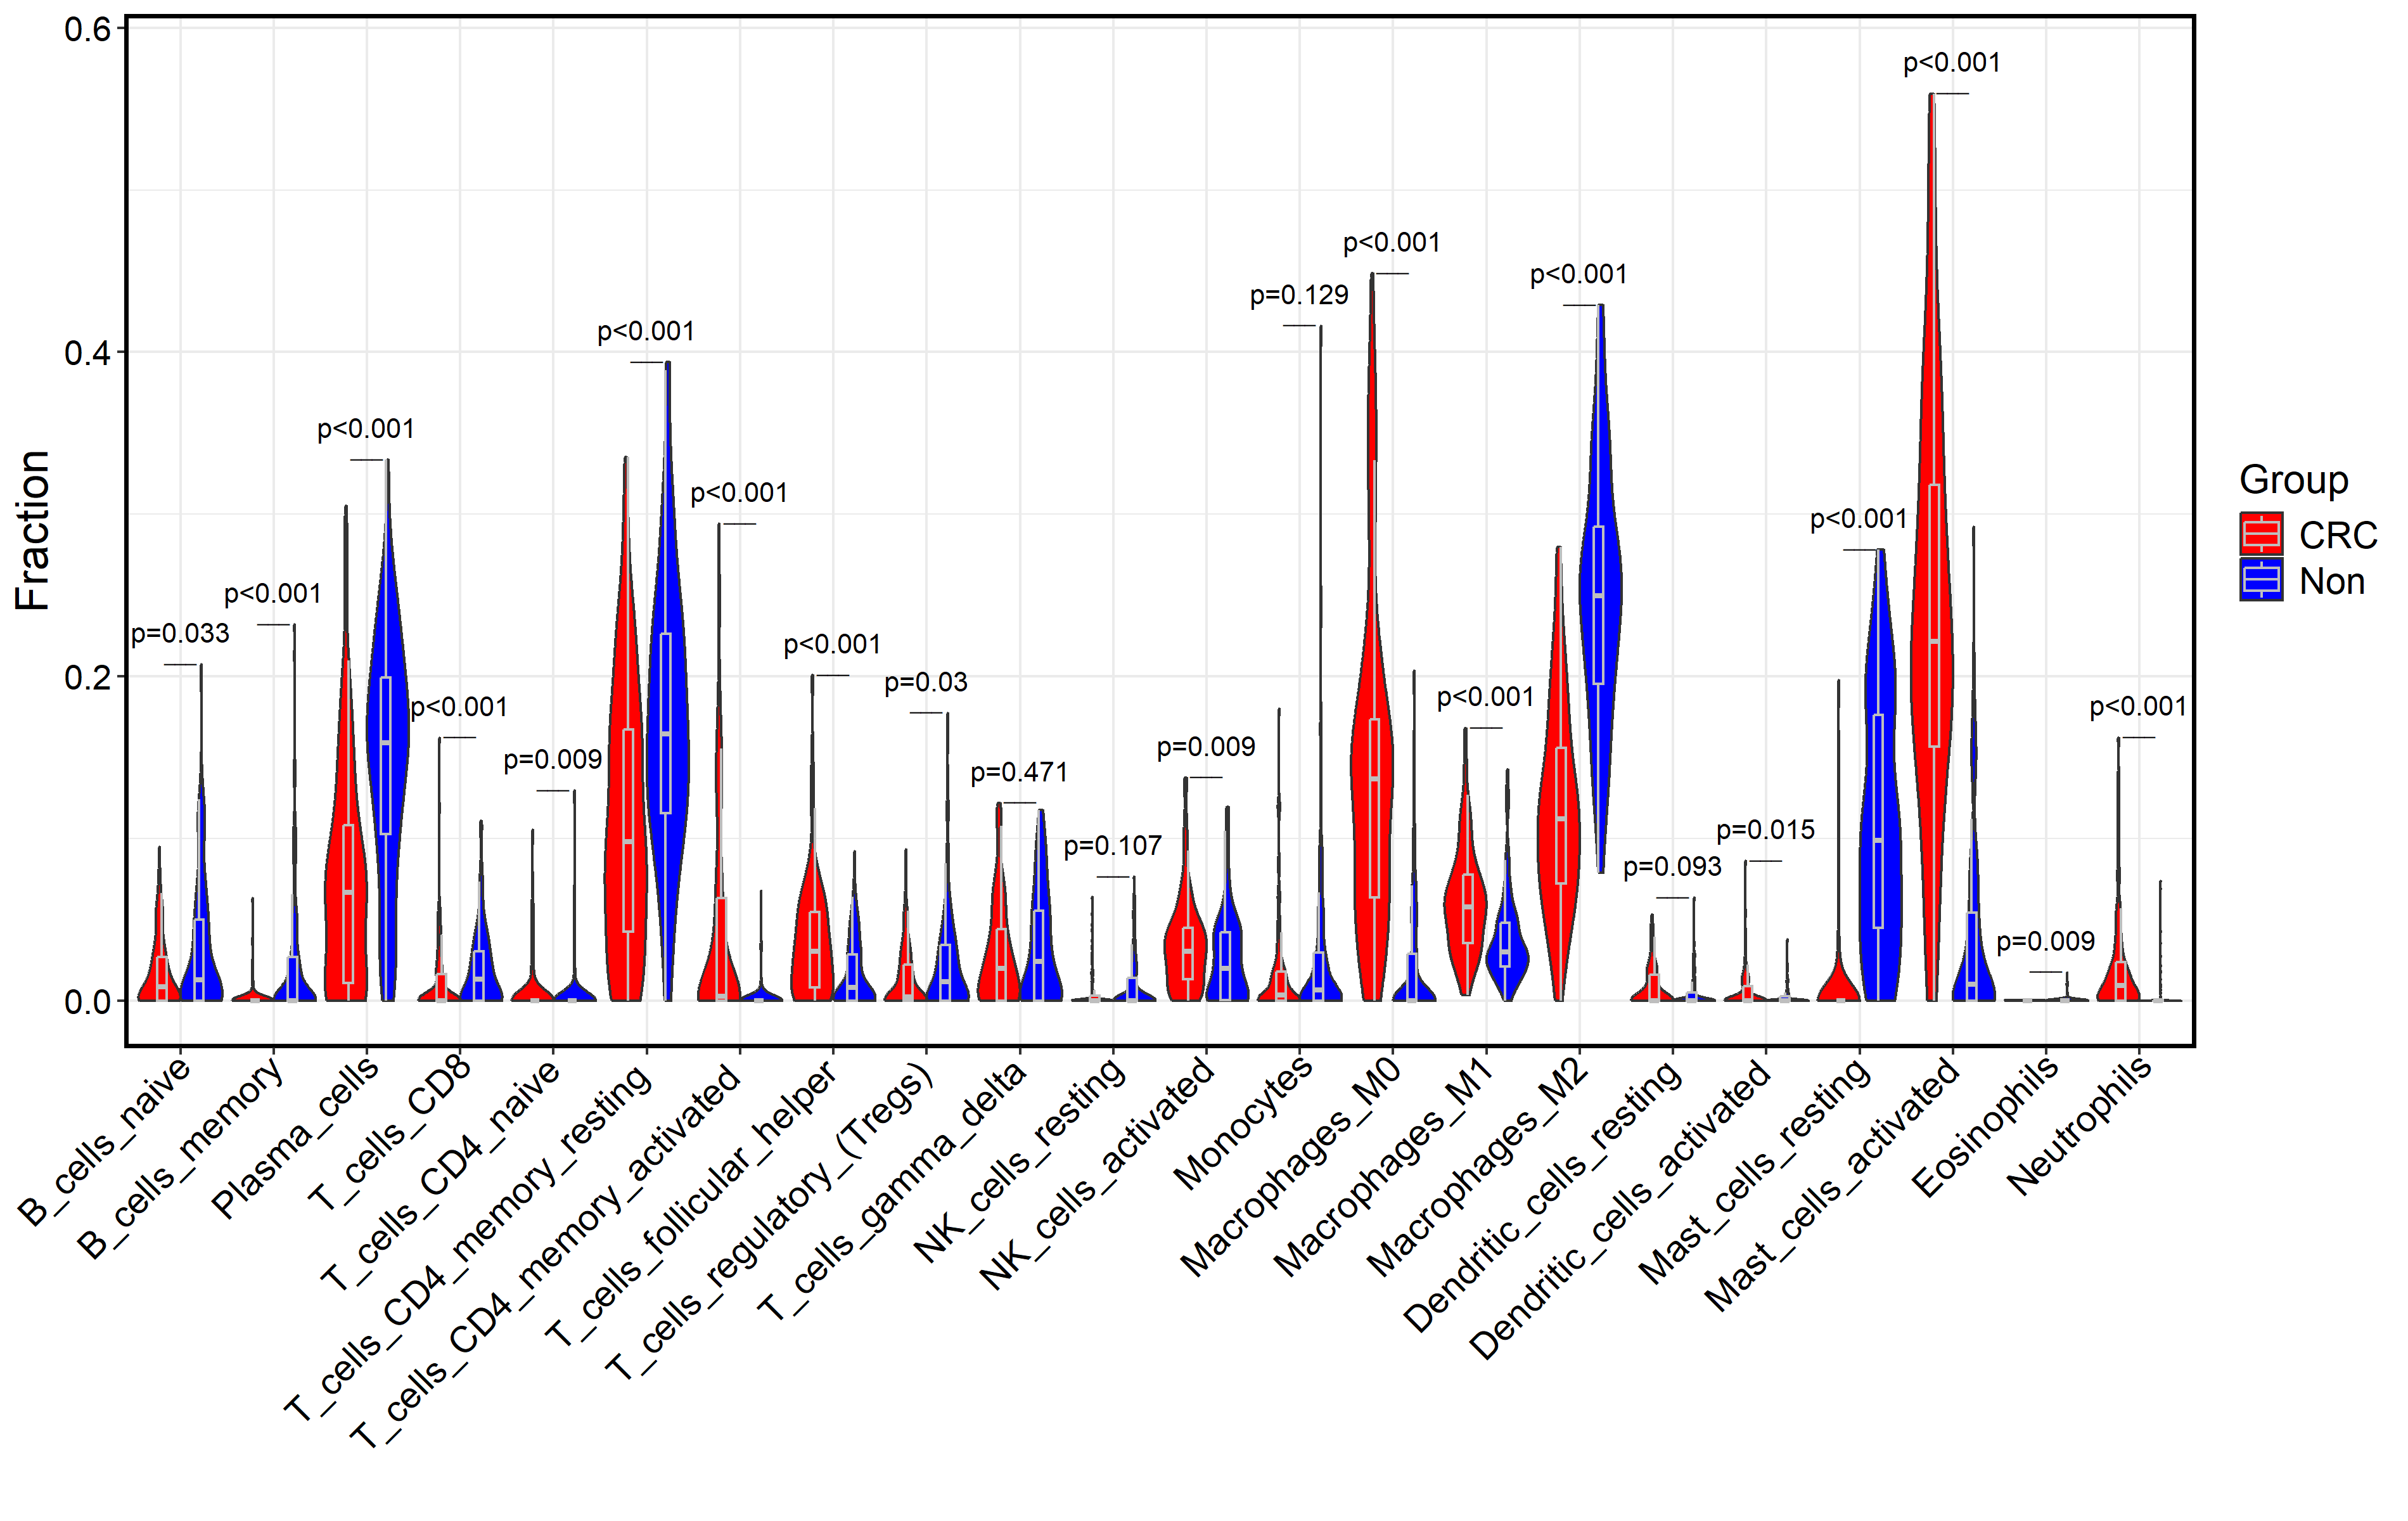 Fraction
0.6
0.4
0.2
0.0
p=0.033
p<0.001
p<0.001
p<0.001
p=0.009
p<0.001
p<0.001
p<0.001
p=0.03
p=0.471
p=0.107
p=0.009
p=0.129
p<0.001
p<0.001
p<0.001
p=0.093
p=0.015
p<0.001
p<0.001
p=0.009
p<0.001
B_cells_naive
B_cells_memory
Plasma_cells
T_cells_CD8
T_cells_CD4_naive
T_cells_CD4_memory_resting
T_cells_CD4_memory_activated
T_cells_follicular_helper
T_cells_regulatory_(Tregs)
T_cells_gamma_delta
NK_cells_resting
NK_cells_activated
Monocytes
Macrophages_M0
Macrophages_M1
Macrophages_M2
Dendritic_cells_resting
Dendritic_cells_activated
Mast_cells_resting
Mast_cells_activated
Eosinophils
Neutrophils
Group
CRC
Non